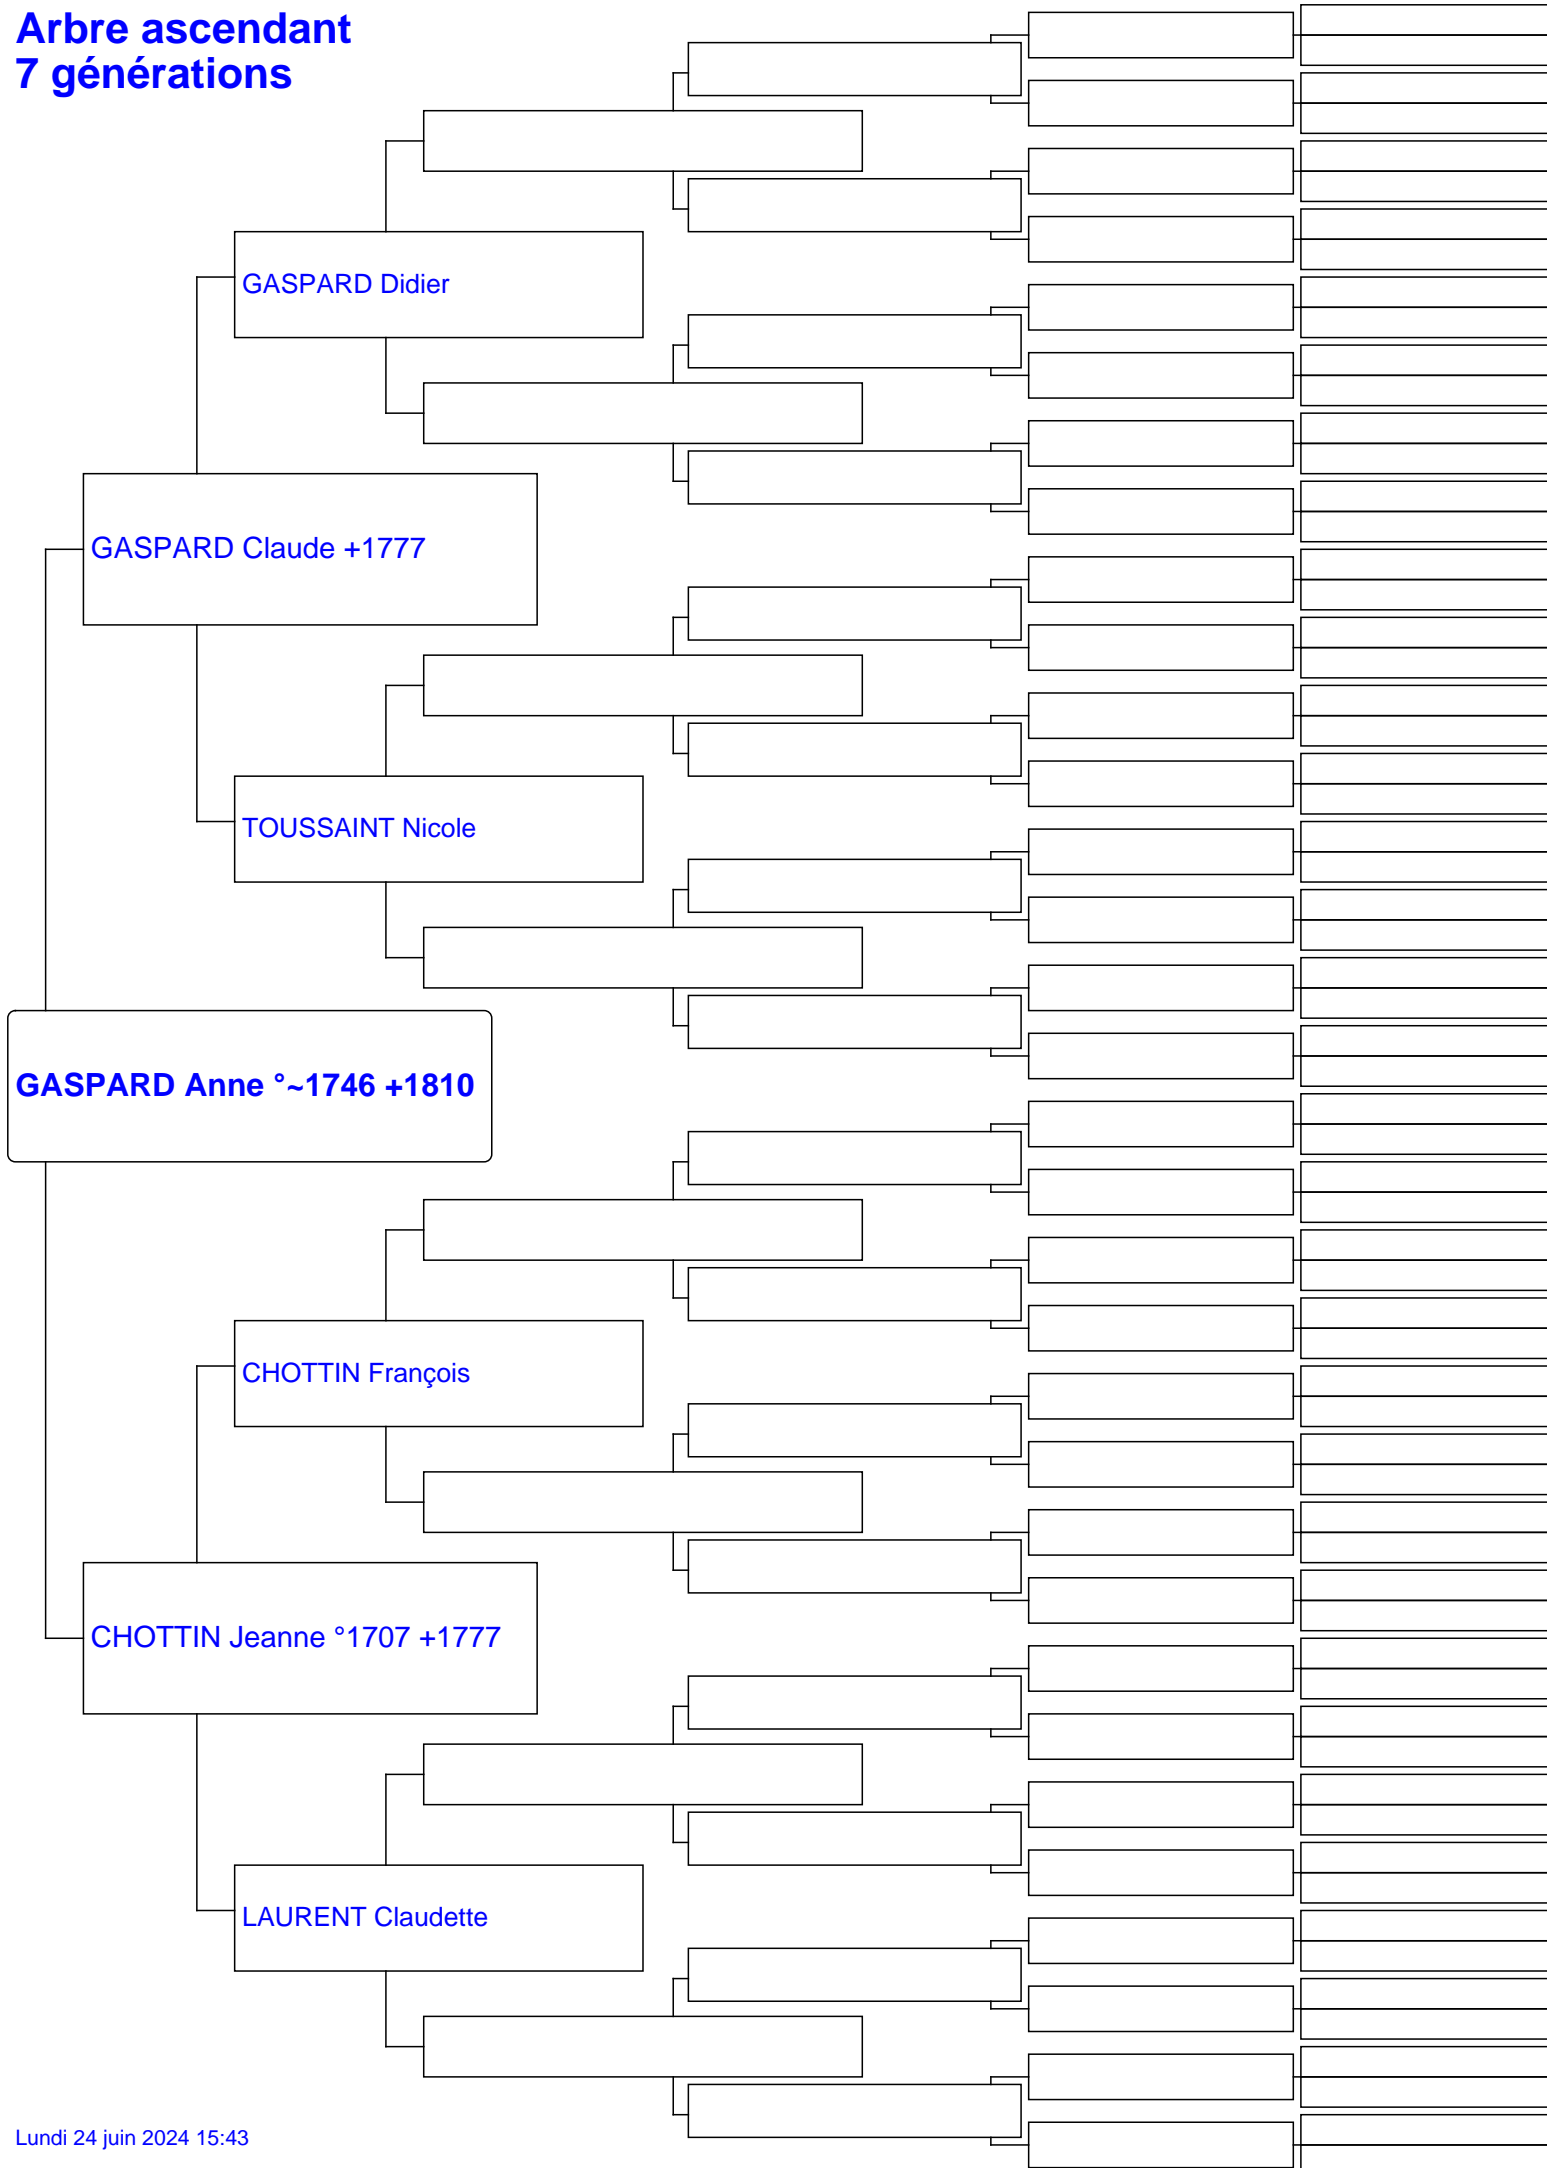 Arbre ascendant
7 générations
GASPARD Didier
GASPARD Claude +1777
TOUSSAINT Nicole
GASPARD Anne °~1746 +1810
CHOTTIN François
CHOTTIN Jeanne °1707 +1777
LAURENT Claudette
Lundi 24 juin 2024 15:43